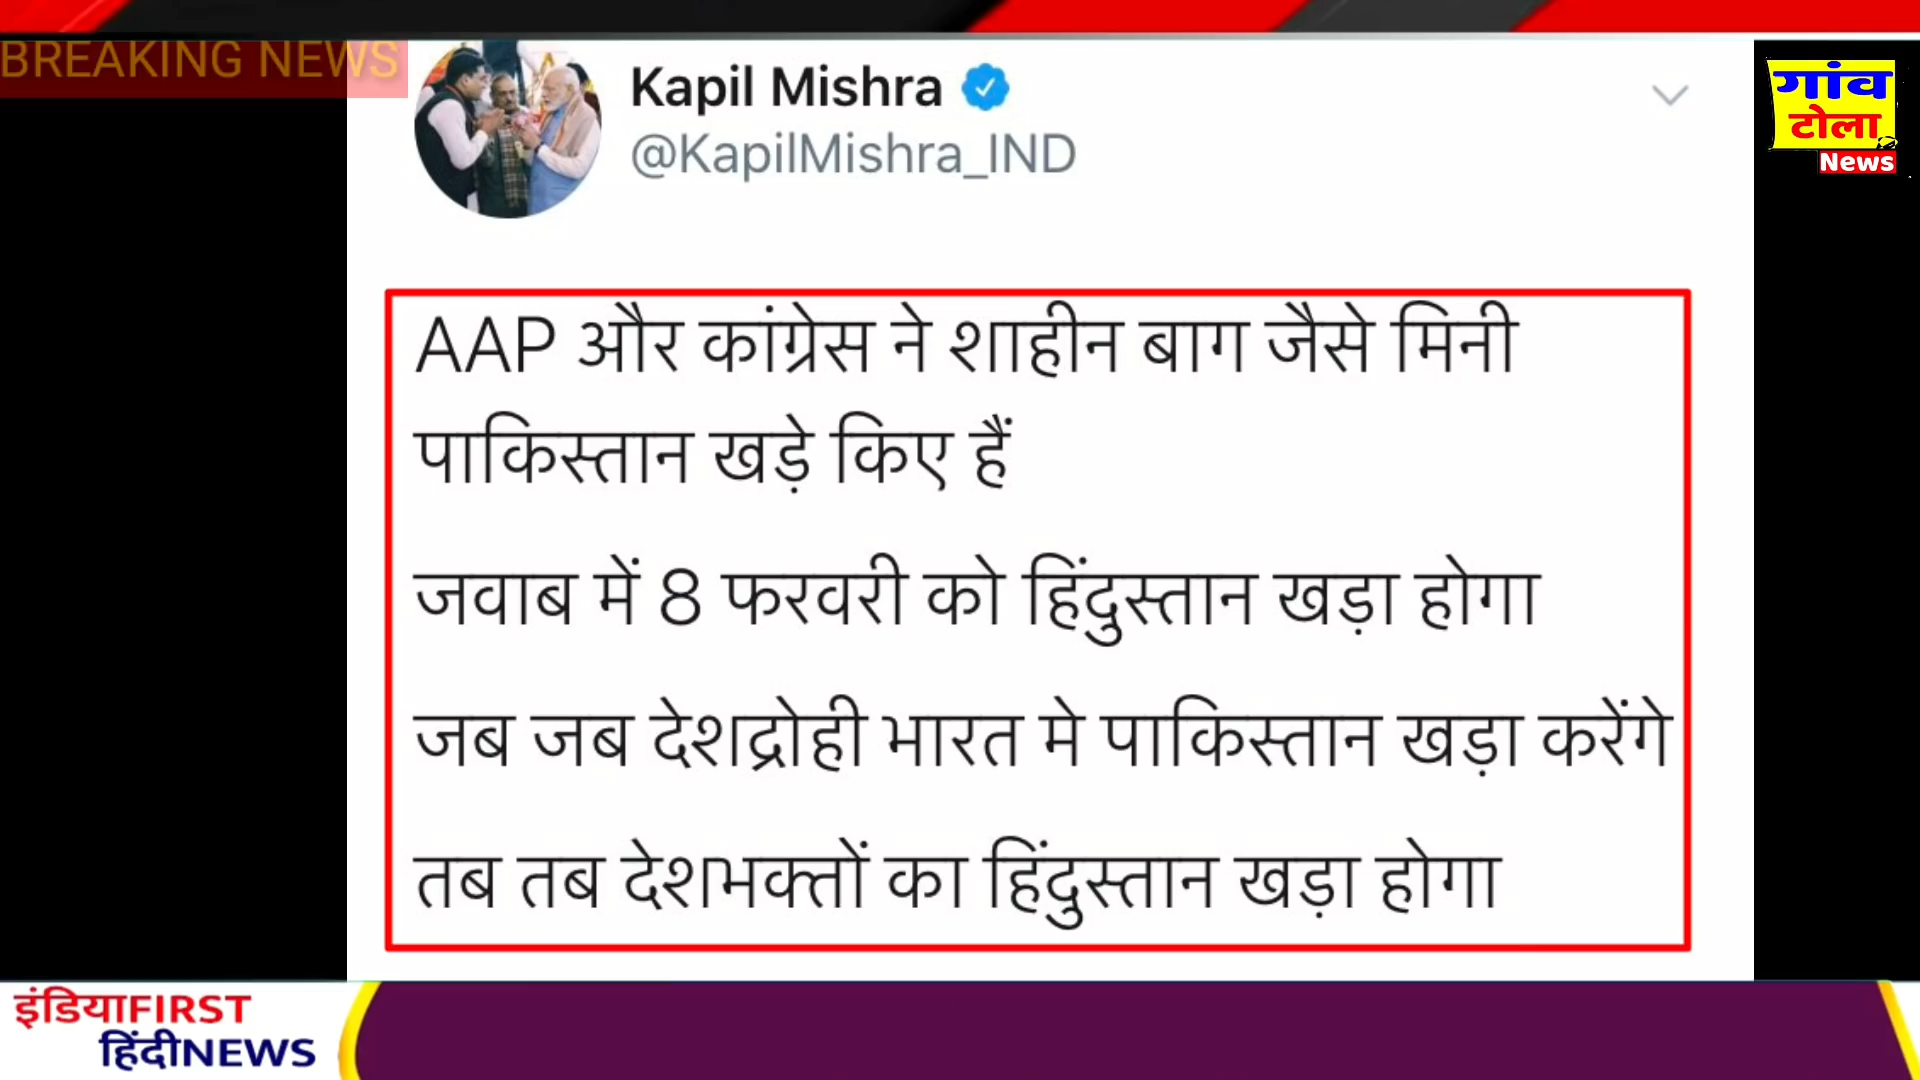 BREAKING NEWS
Kapil Mishra
@KapilMishra_IND
गांव
टोला
News
AAP और कांग्रेस ने शाहीन बाग जैसे मिनी
पाकिस्तान खड़े किए हैं
जवाब में 8 फरवरी को हिंदुस्तान खड़ा होगा
जब जब देशद्रोही भारत मे पाकिस्तान खड़ा करेंगे
तब तब देशभक्तों का हिंदुस्तान खड़ा होगा
इंडियाFIRST
हिंदीNEWS